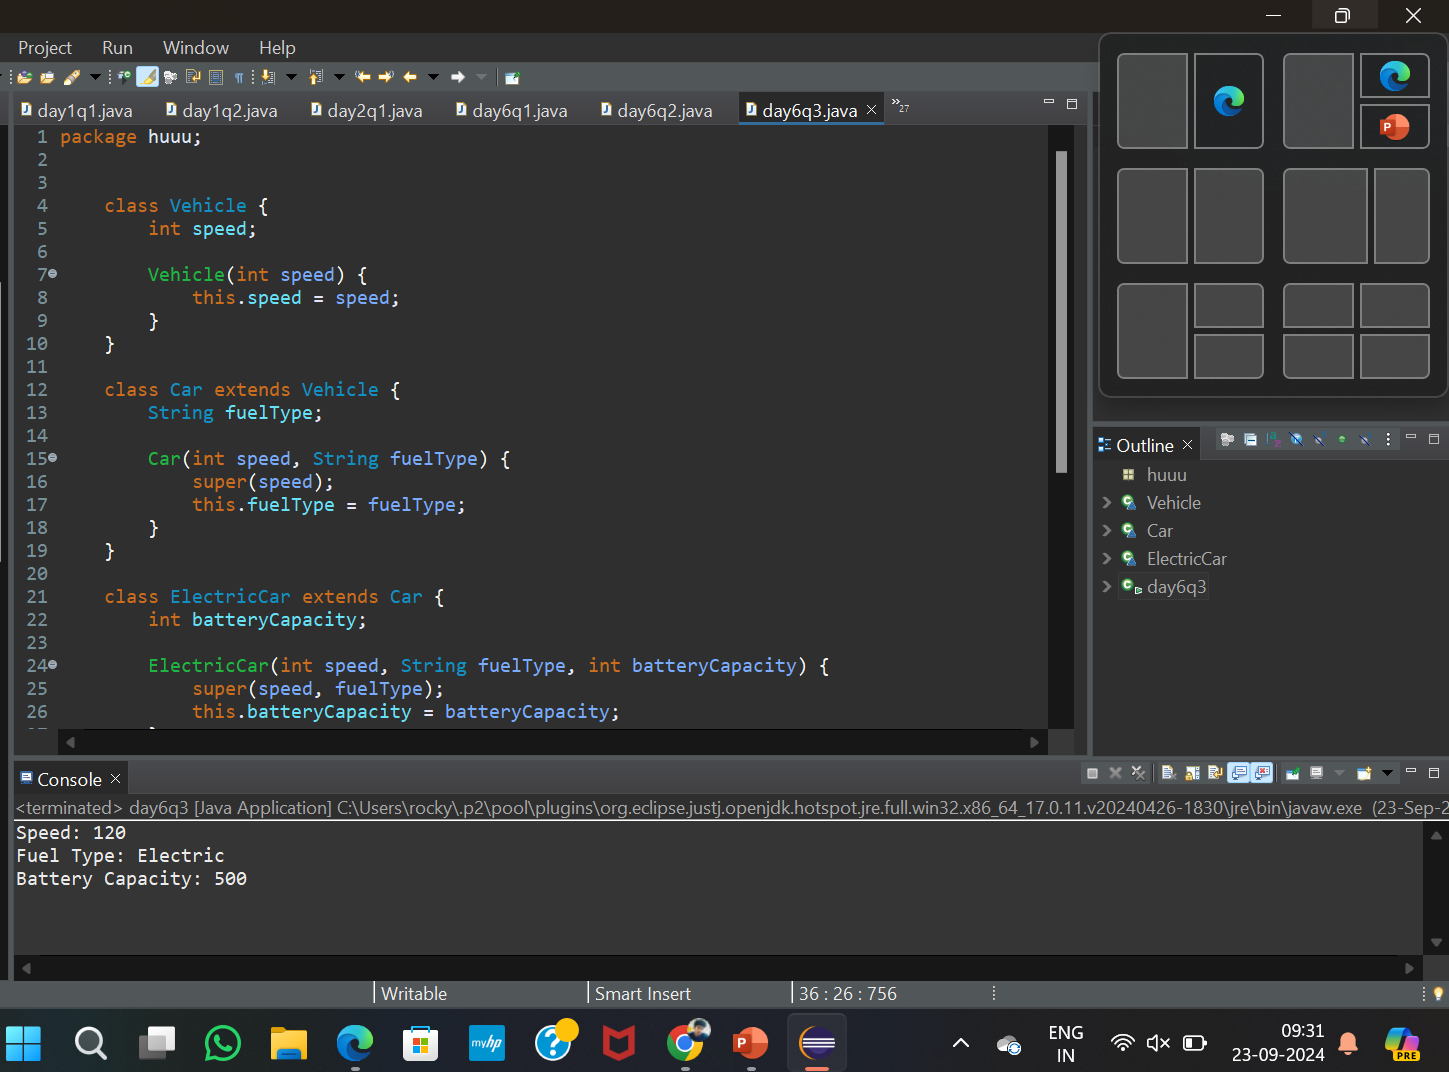 Project Run Window Help
day1q1.java day1q2.java day2q1.java day6q1.java day6q2.java day6q3.java »27
1 package huuu;
2
3
4 class Vehicle {
5 int speed;
6
7 Vehicle(int speed) {
8 this.speed = speed;
9 }
10 }
11
12 class Car extends Vehicle {
13 String fuelType;
14
15 Car(int speed, String fuelType) {
16 super(speed);
17 this.fuelType = fuelType;
18 }
19 }
20
21 class ElectricCar extends Car {
22 int batteryCapacity;
23
24 ElectricCar(int speed, String fuelType, int batteryCapacity) {
25 super(speed, fuelType);
26 this.batteryCapacity = batteryCapacity;
Outline
huuu
Vehicle
Car
ElectricCar
day6q3
Console
<terminated> day6q3 [Java Application] C:\Users\rocky\.p2\pool\plugins\org.eclipse.justj.openjdk.hotspot.jre.full.win32.x86_64_17.0.11.v20240426-1830\jre\bin\javaw.exe (23-Sep-2
Speed: 120
Fuel Type: Electric
Battery Capacity: 500
Writable Smart Insert 36 : 26 : 756
myhp
ENG
IN
09:31
23-09-2024
PRE